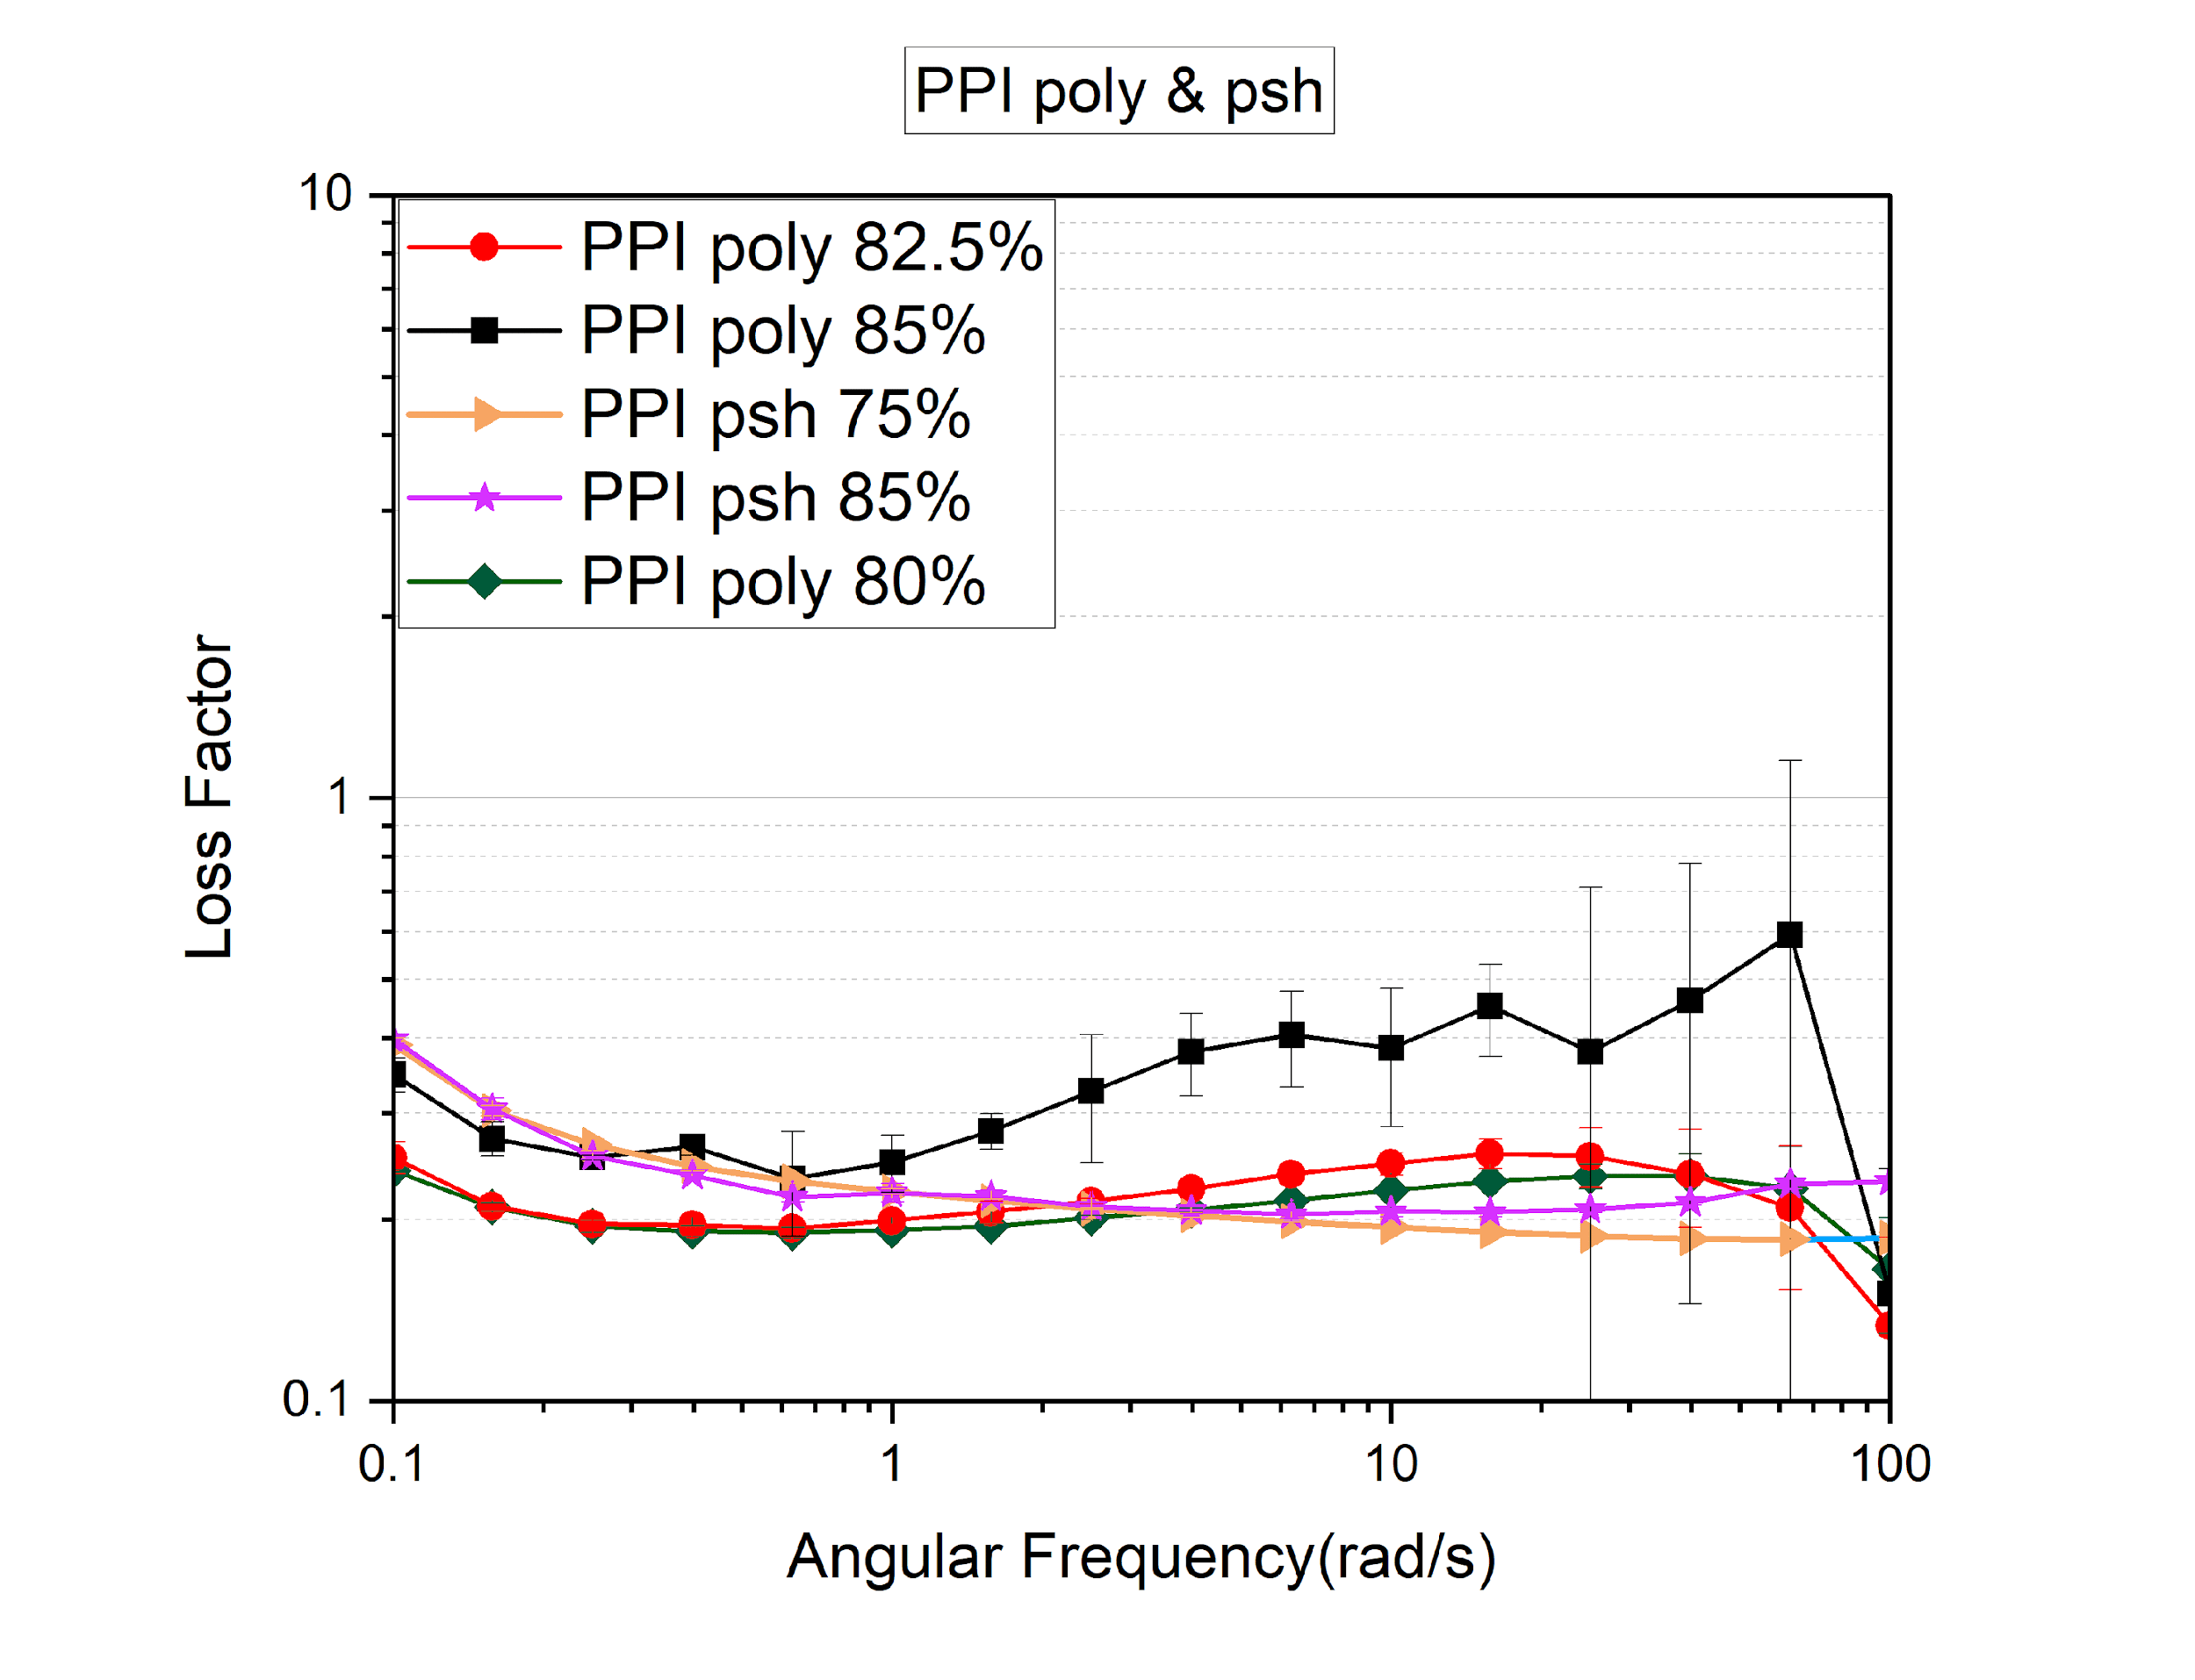 PPI poly & psh
10
PPI poly 82.5%
PPI poly 85%
PPI psh 75%
PPI psh 85%
PPI poly 80%
Loss Factor
1
0.1
0.1 1 10 100
Angular Frequency(rad/s)